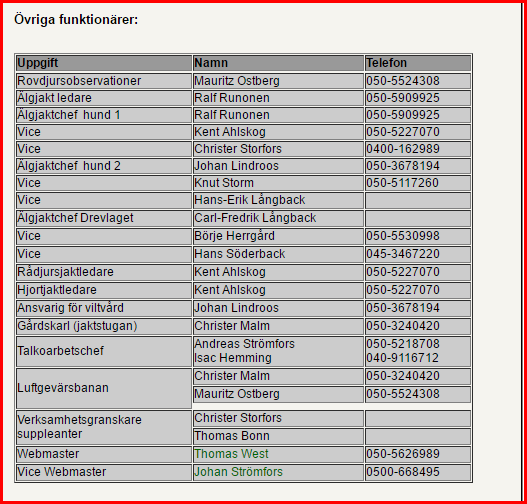 Övriga funktionärer:
Uppgift Namn Telefon
Rovdjursobservationer Mauritz Ostberg 050-5524308
Älgjakt ledare Ralf Runonen 050-5909925
Älgjaktchef hund 1 Ralf Runonen 050-5909925
Vice Kent Ahlskog 050-5227070
Vice Christer Storfors 0400-162989
Älgjaktchef hund 2 Johan Lindroos 050-3678194
Vice Knut Storm 050-5117260
Vice Hans-Erik Långback
Älgjaktchef Drevlaget Carl-Fredrik Långback
Vice Börje Herrgård 050-5530998
Vice Hans Söderback 045-3467220
Rådjursjaktledare Kent Ahlskog 050-5227070
Hjortjaktledare Kent Ahlskog 050-5227070
Ansvarig för viltvård Johan Lindroos 050-3678194
Gårdskarl (jaktstugan) Christer Malm 050-3240420
Talkoarbetschef Andreas Strömfors 050-5218708
Isac Hemming 040-9116712
Luftgevärsbanan Christer Malm 050-3240420
Mauritz Ostberg 050-5524308
Verksamhetsgranskare Christer Storfors
suppleanter Thomas Bonn
Webmaster Thomas West 050-5626989
Vice Webmaster Johan Strömfors 0500-668495